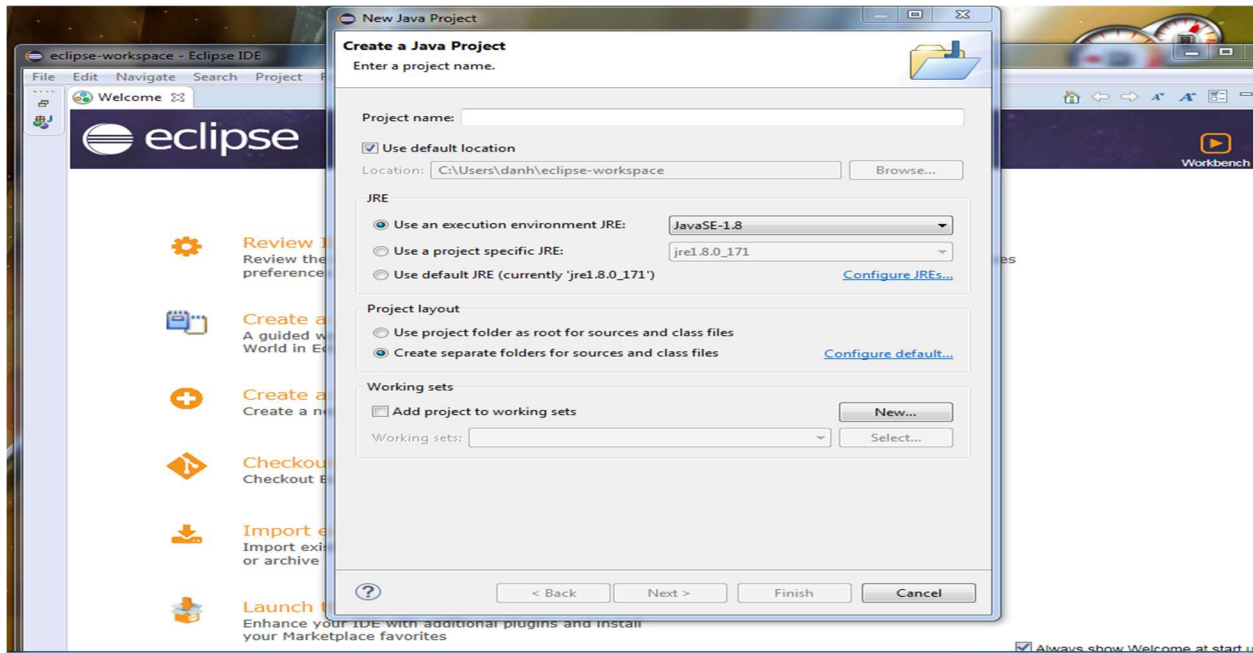 New Java Project
Create a Java Project
Enter a project name.
Project name:
Use default location
Location: C:\Users\danh\eclipse-workspace Browse...
JRE
Use an execution environment JRE: JavaSE-1.8
Use a project specific JRE: jre1.8.0_171
Use default JRE (currently 'jre1.8.0_171') Configure JREs...
Project layout
Use project folder as root for sources and class files
Create separate folders for sources and class files Configure default...
Working sets
Add project to working sets New...
Working sets: Select...
? < Back Next > Finish Cancel
eclipse-workspace - Eclipse IDE
File Edit Navigate Search Project
Welcome
eclipse
Workbench
Review
Review the
preference
Create a
A guided
World in
Create a
Create a
Checkout
Import
or archive
Launch
Enhance your IDE with additional plugins and install
your Marketplace favorites
Always show Welcome at start